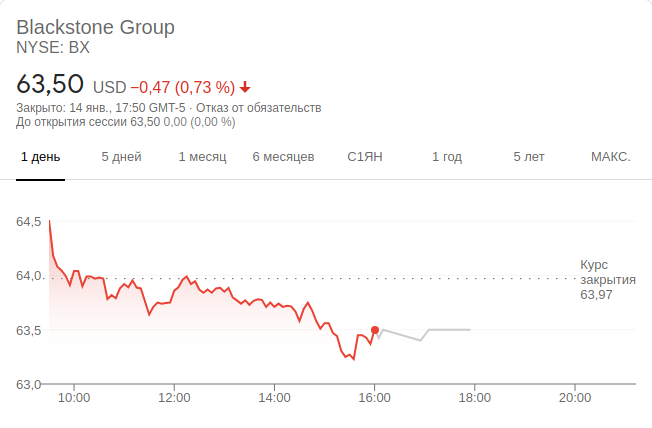 Blackstone Group
NYSE: BX
63,50 USD −0,47 (0,73 %)
Закрыто: 14 янв., 17:50 GMT-5 · Отказ от обязательств
До открытия сессии 63,50 0,00 (0,00 %)
1 день 5 дней 1 месяц 6 месяцев С1ЯН 1 год 5 лет МАКС.
64,5
64,0
63,5
63,0
Курс
закрытия
63,97
10:00 12:00 14:00 16:00 18:00 20:00